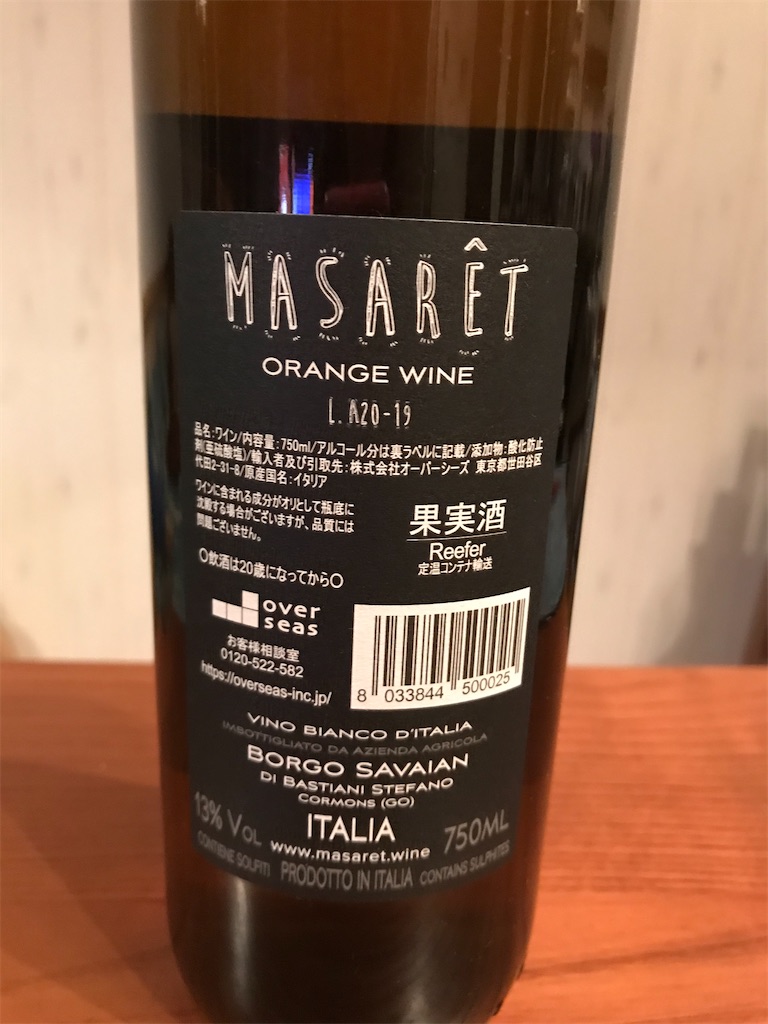 MASARÊT
ORANGE WINE
L.A20-19
品名:ワイン/内容量:750ml/アルコール分は裏ラベルに記載/添加物:酸化防止
剤(亜硫酸塩)/輸入者及び引取先:株式会社オーバーシーズ 東京都世田谷区
代田2-31-8/原産国名:イタリア
ワインに含まれる成分がオリとして瓶底に
沈殿する場合がございますが、品質には
問題ございません。
果実酒
Reefer
定温コンテナ輸送
〇飲酒は20歳になってから〇
over
seas
お客様相談室
0120-522-582
https://overseas-inc.jp/
8 033844 500025
VINO BIANCO D'ITALIA
IMBOTTIGLIATO DA AZIENDA AGRICOLA
BORGO SAVAIAN
DI BASTIANI STEFANO
CORMONS (GO)
13% VOL ITALIA 750ML
www.masaret.wine
CONTIENE SOLFITI PRODOTTO IN ITALIA CONTAINS SULPHITES